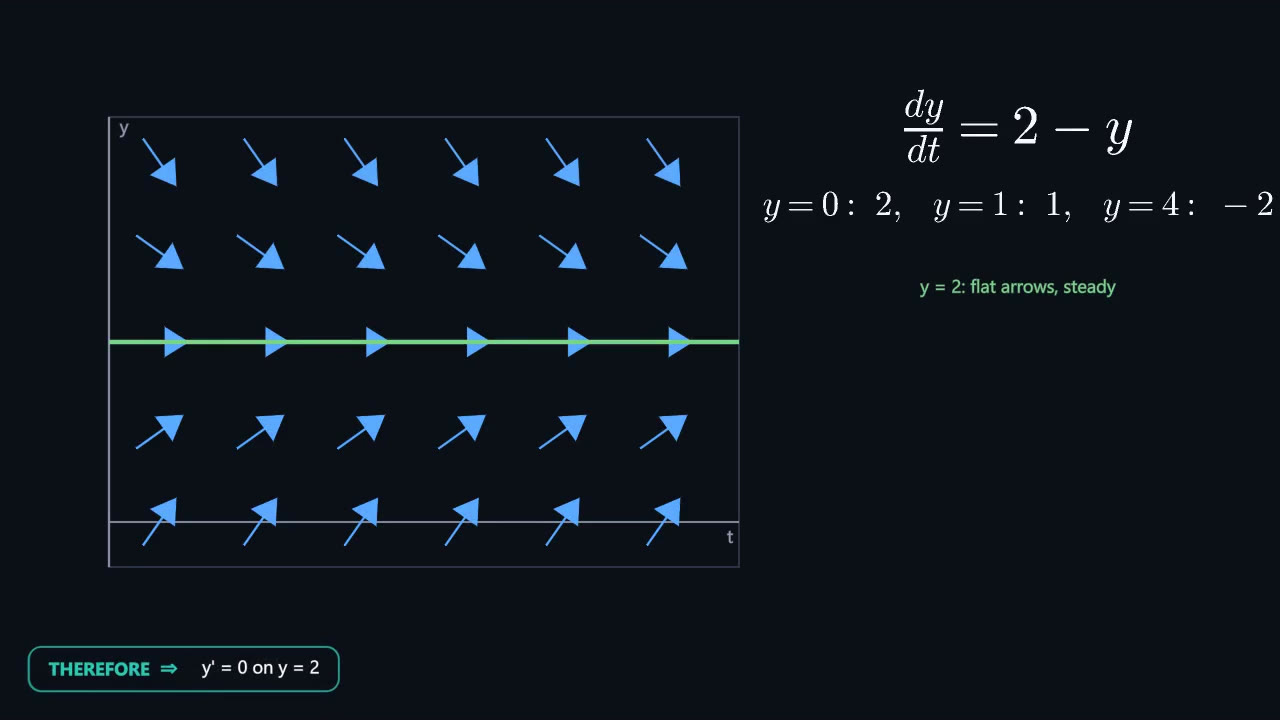 y
t
dy/dt = 2 − y
y = 0 : 2, y = 1 : 1, y = 4 : −2
y = 2: flat arrows, steady
THEREFORE ⇒ y' = 0 on y = 2